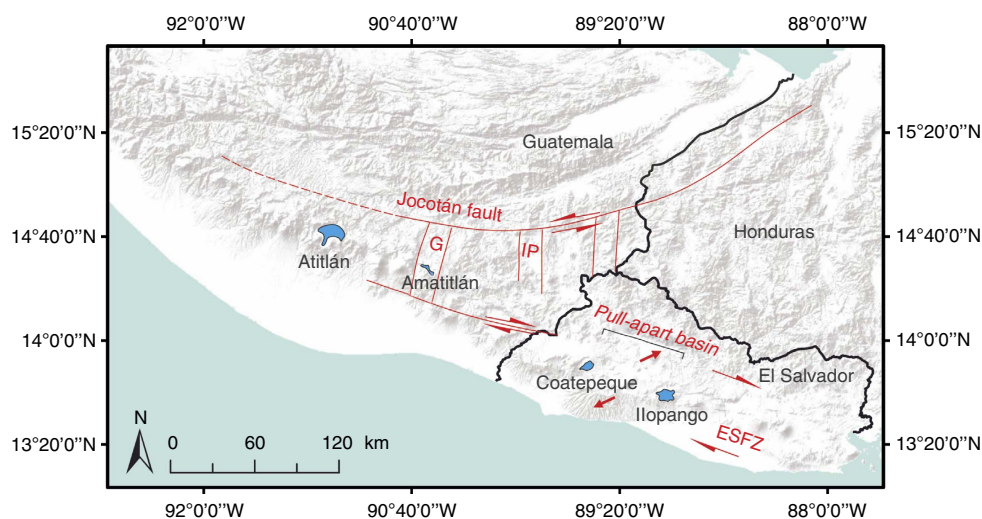 92°0'0''W 90°40'0''W 89°20'0''W 88°0'0''W
15°20'0''N 15°20'0''N
Guatemala
Jocotán fault
14°40'0''N G IP Honduras 14°40'0''N
Atitlán
Amatitlán
Pull-apart basin
14°0'0''N 14°0'0''N
Coatepeque El Salvador
Ilopango
N
0 60 120 km ESFZ
13°20'0''N 13°20'0''N
92°0'0''W 90°40'0''W 89°20'0''W 88°0'0''W